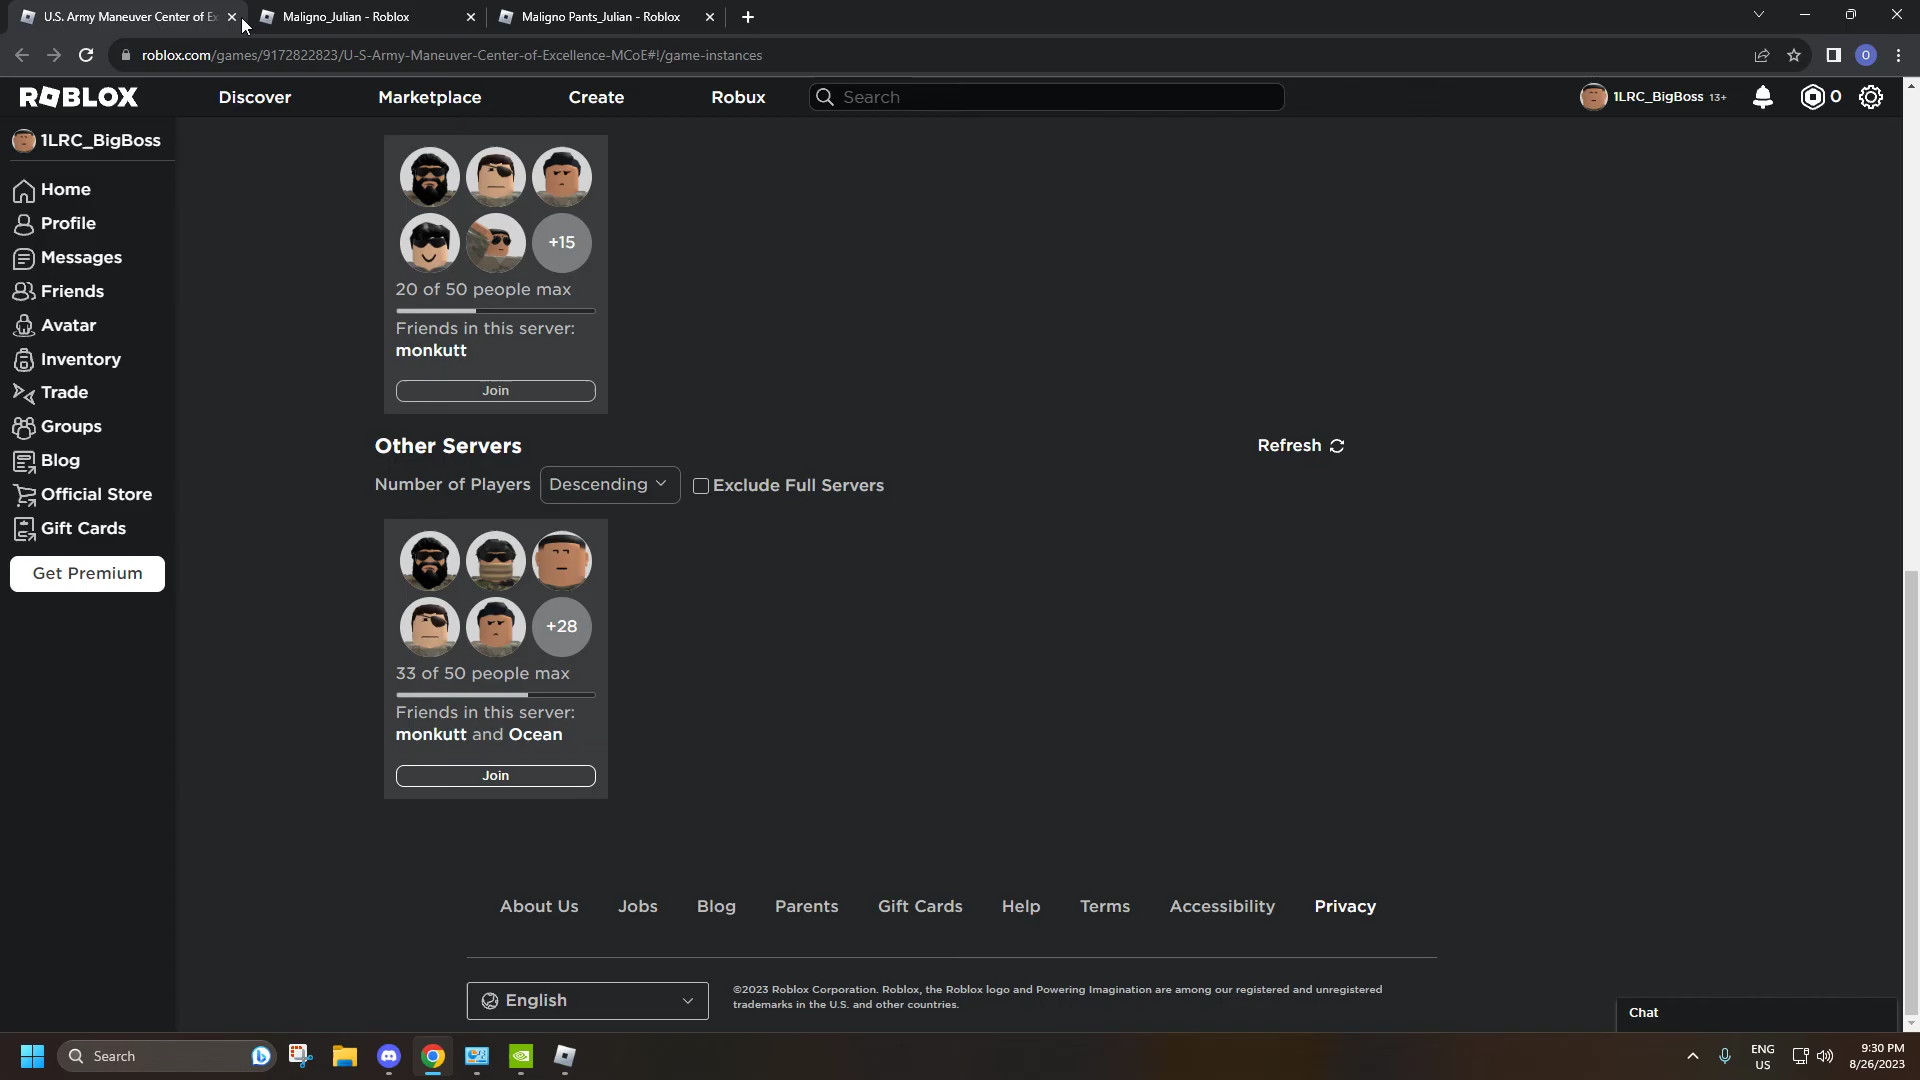 U.S. Army Maneuver Center of Ex
Maligno_Julian - Roblox
Maligno Pants_Julian - Roblox
roblox.com/games/9172822823/U-S-Army-Maneuver-Center-of-Excellence-MCoE#!/game-instances
O
ROBLOX
Discover
Marketplace
Create
Robux
Search
1LRC_BigBoss 13+
0
1LRC_BigBoss
Home
Profile
Messages
Friends
Avatar
Inventory
Trade
Groups
Blog
Official Store
Gift Cards
Get Premium
+15
20 of 50 people max
Friends in this server:
monkutt
Join
Other Servers
Refresh
Number of Players Descending Exclude Full Servers
+28
33 of 50 people max
Friends in this server:
monkutt and Ocean
Join
About Us Jobs Blog Parents Gift Cards Help Terms Accessibility Privacy
English
©2023 Roblox Corporation. Roblox, the Roblox logo and Powering Imagination are among our registered and unregistered
trademarks in the U.S. and other countries.
Chat
Search
ENG
US
9:30 PM
8/26/2023